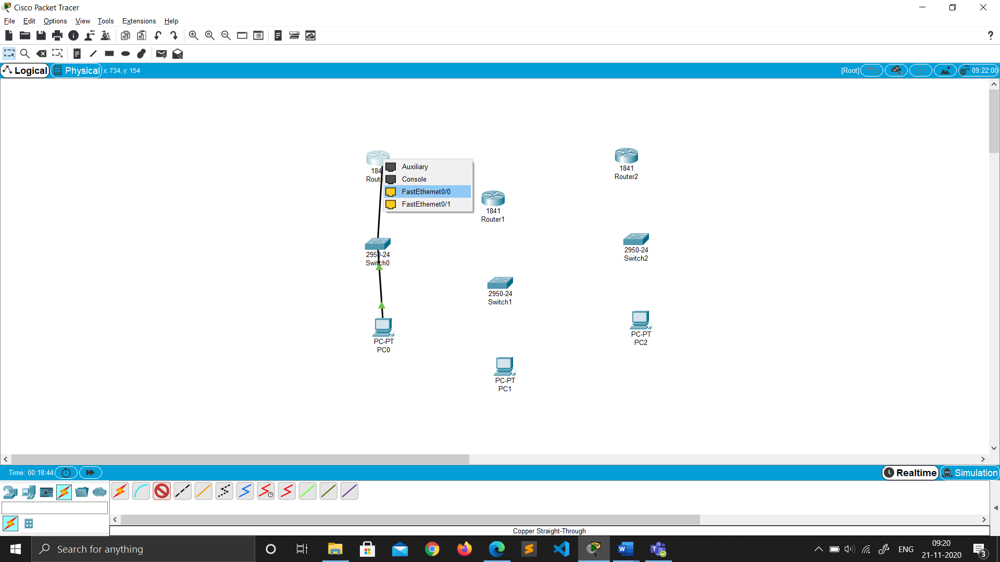 Cisco Packet Tracer
File Edit Options View Tools Extensions Help
?
Logical Physical x: 734, y: 154 [Root] 09:22:00
184
Route
Auxiliary
Console
FastEthernet0/0
FastEthernet0/1
1841
Router2
1841
Router1
2950-24
Switch0
2950-24
Switch2
2950-24
Switch1
PC-PT
PC0
PC-PT
PC2
PC-PT
PC1
Time: 00:18:44 Realtime Simulation
Copper Straight-Through
Search for anything
ENG
09:20
21-11-2020
3